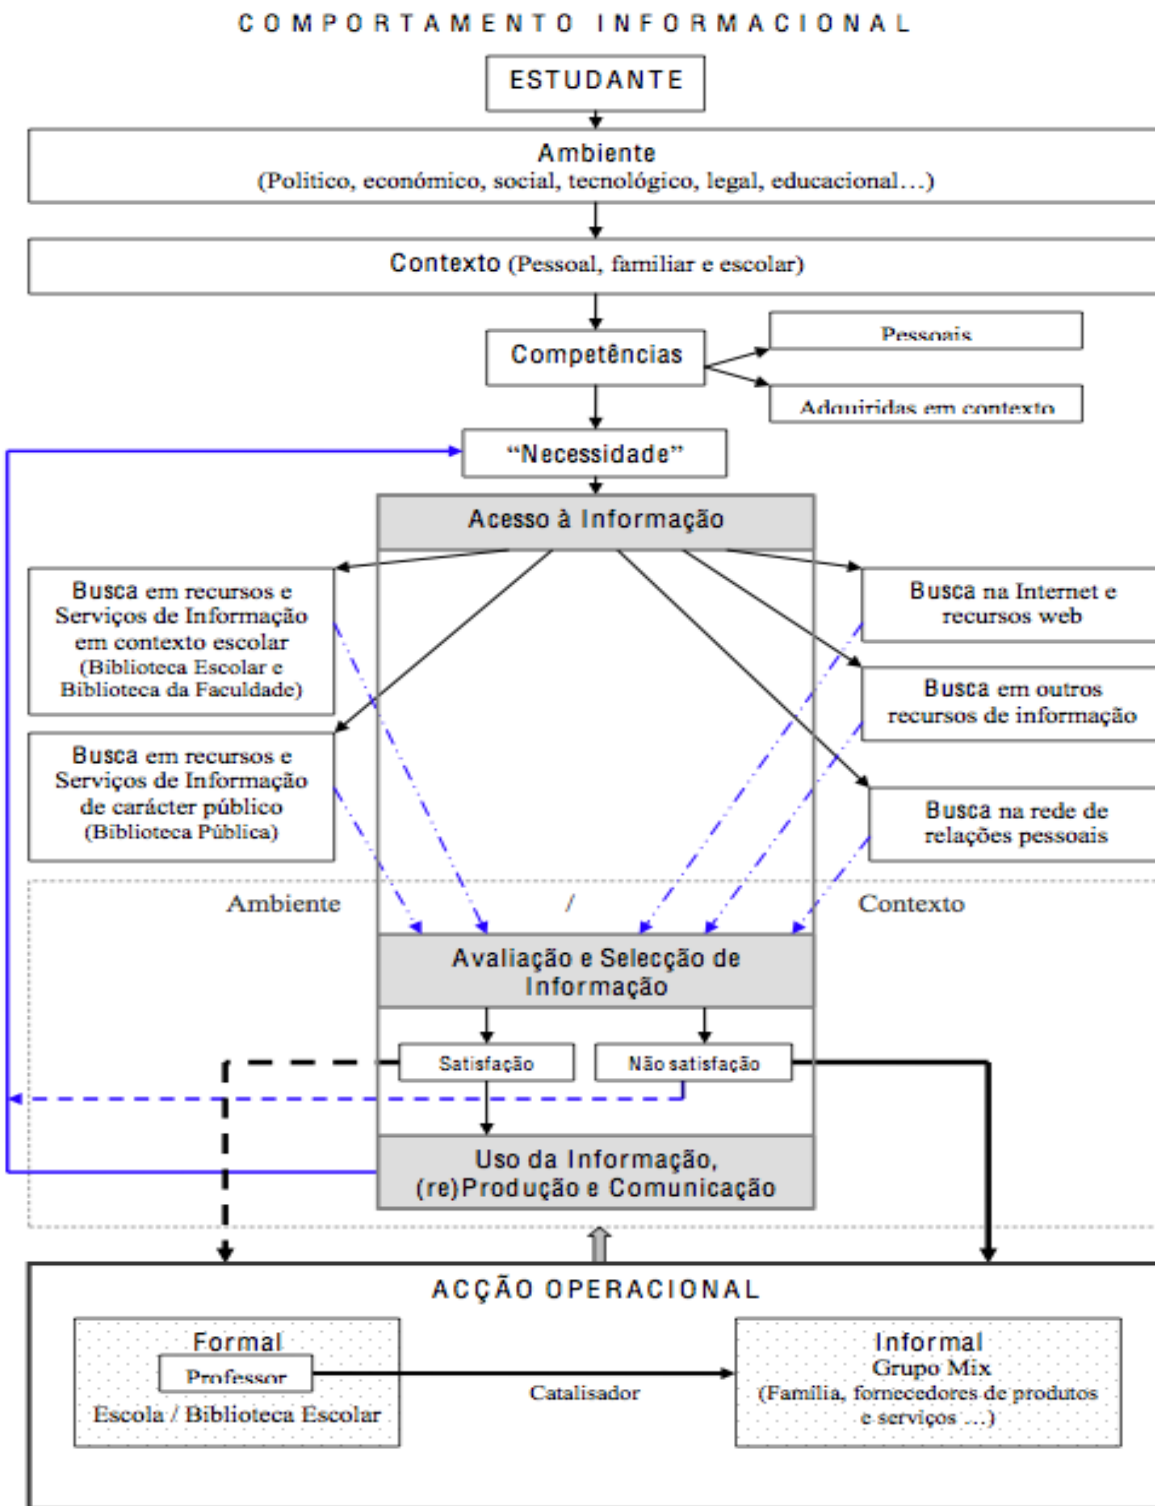 COMPORTAMENTO INFORMACIONAL
ESTUDANTE
Ambiente
(Político, económico, social, tecnológico, legal, educacional…)
Contexto (Pessoal, familiar e escolar)
Competências
Pessoais
Adquiridas em contexto
“Necessidade”
Acesso à Informação
Busca em recursos e
Serviços de Informação
em contexto escolar
(Biblioteca Escolar e
Biblioteca da Faculdade)
Busca em recursos e
Serviços de Informação
de carácter público
(Biblioteca Pública)
Busca na Internet e
recursos web
Busca em outros
recursos de informação
Busca na rede de
relações pessoais
Ambiente / Contexto
Avaliação e Selecção de
Informação
Satisfação
Não satisfação
Uso da Informação,
(re)Produção e Comunicação
ACÇÃO OPERACIONAL
Formal
Professor
Escola / Biblioteca Escolar
Catalisador
Informal
Grupo Mix
(Família, fornecedores de produtos
e serviços …)